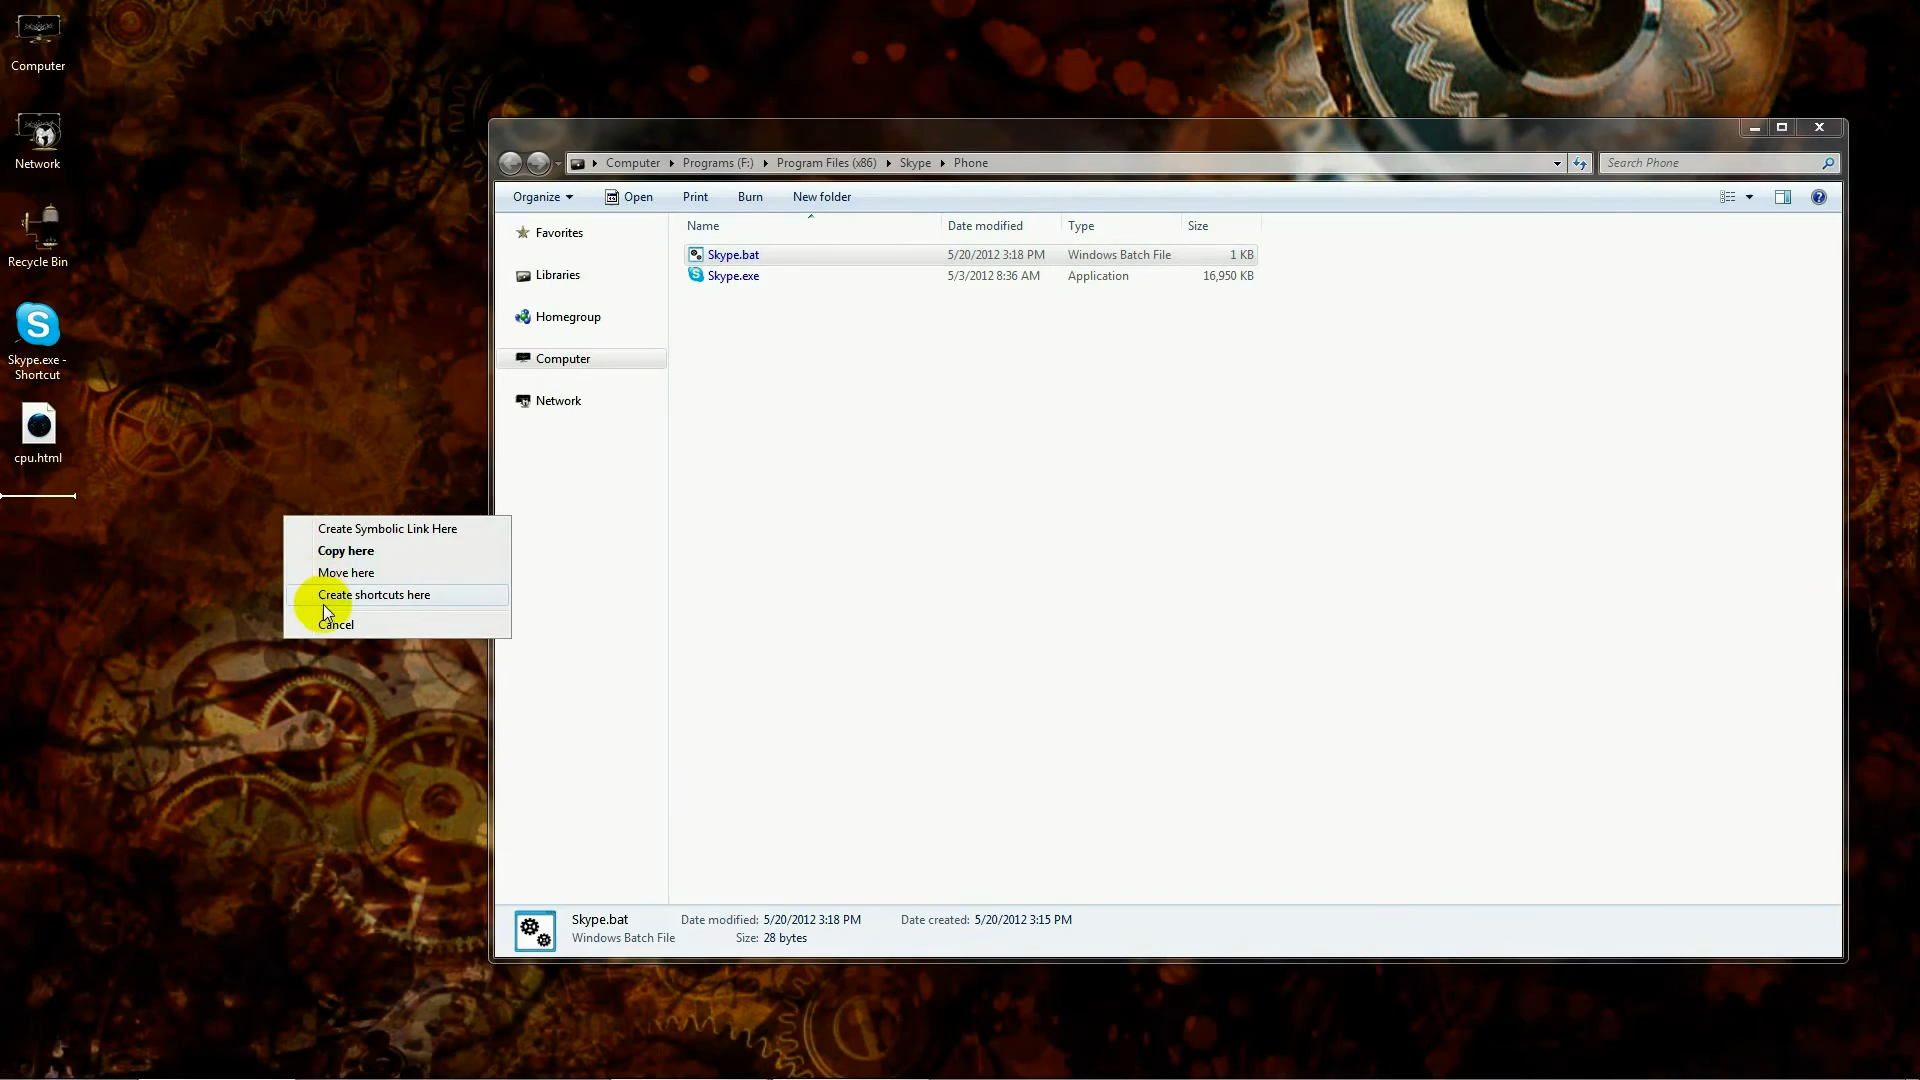 Computer
Network
Recycle Bin
Skype.exe -
Shortcut
cpu.html
Create Symbolic Link Here
Copy here
Move here
Create shortcuts here
Cancel
Computer Programs (F:) Program Files (x86) Skype Phone
Search Phone
Organize Open Print Burn New folder
Name Date modified Type Size
Skype.bat 5/20/2012 3:18 PM Windows Batch File 1 KB
Skype.exe 5/3/2012 8:36 AM Application 16,950 KB
Favorites
Libraries
Homegroup
Computer
Network
Skype.bat Date modified: 5/20/2012 3:18 PM Date created: 5/20/2012 3:15 PM
Windows Batch File Size: 28 bytes